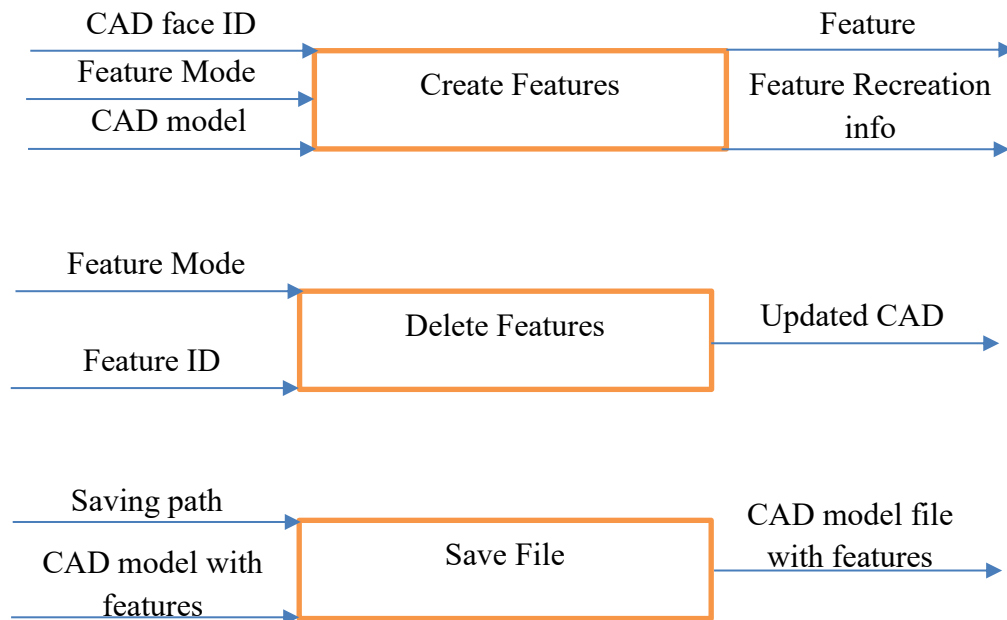 CAD face ID
Feature Mode
CAD model
Create Features
Feature
Feature Recreation
info
Feature Mode
Feature ID
Delete Features
Updated CAD
Saving path
CAD model with
features
Save File
CAD model file
with features